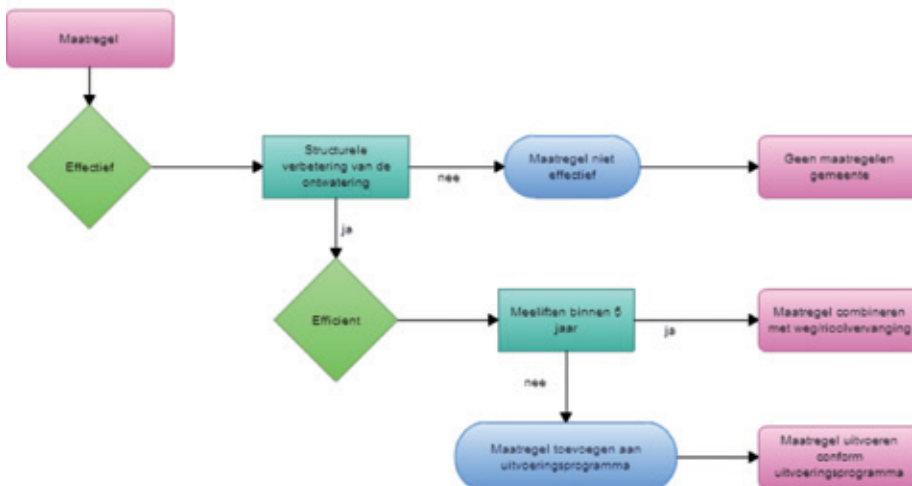 Maatregel
Effectief
Structurele
verbetering van de
ontwatering
nee
Maatregel niet
effectief
Geen maatregelen
gemeente
ja
Efficient
Meeliften binnen 5
jaar
ja
Maatregel combineren
met weg/rioolvervanging
nee
Maatregel toevoegen aan
uitvoeringsprogramma
Maatregel uitvoeren
conform
uitvoeringsprogramma